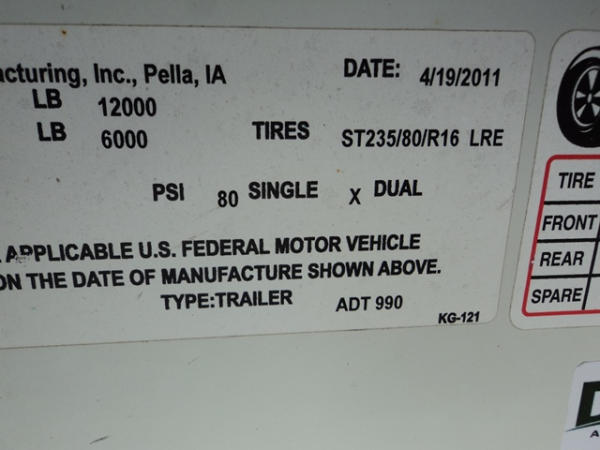 Inc., Pella, IA DATE: 4/19/2011
LB 12000
LB 6000 TIRES ST235/80/R16 LRE
PSI 80 SINGLE X DUAL
APPLICABLE U.S. FEDERAL MOTOR VEHICLE
ON THE DATE OF MANUFACTURE SHOWN ABOVE.
TYPE:TRAILER ADT 990
KG-121
TIRE
FRONT
REAR
SPARE